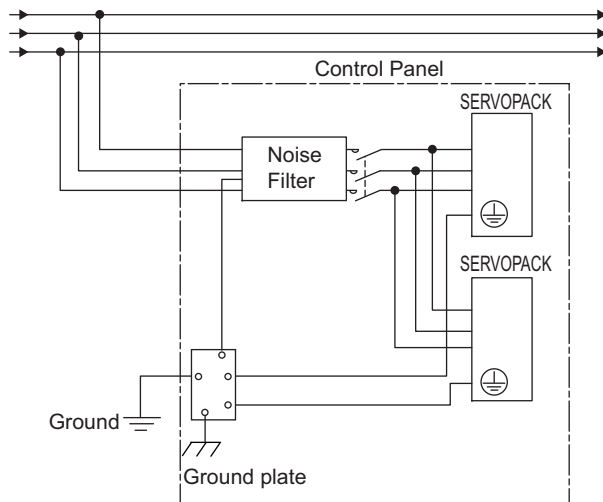 Control Panel
SERVOPACK
Noise
Filter
SERVOPACK
Ground
Ground plate